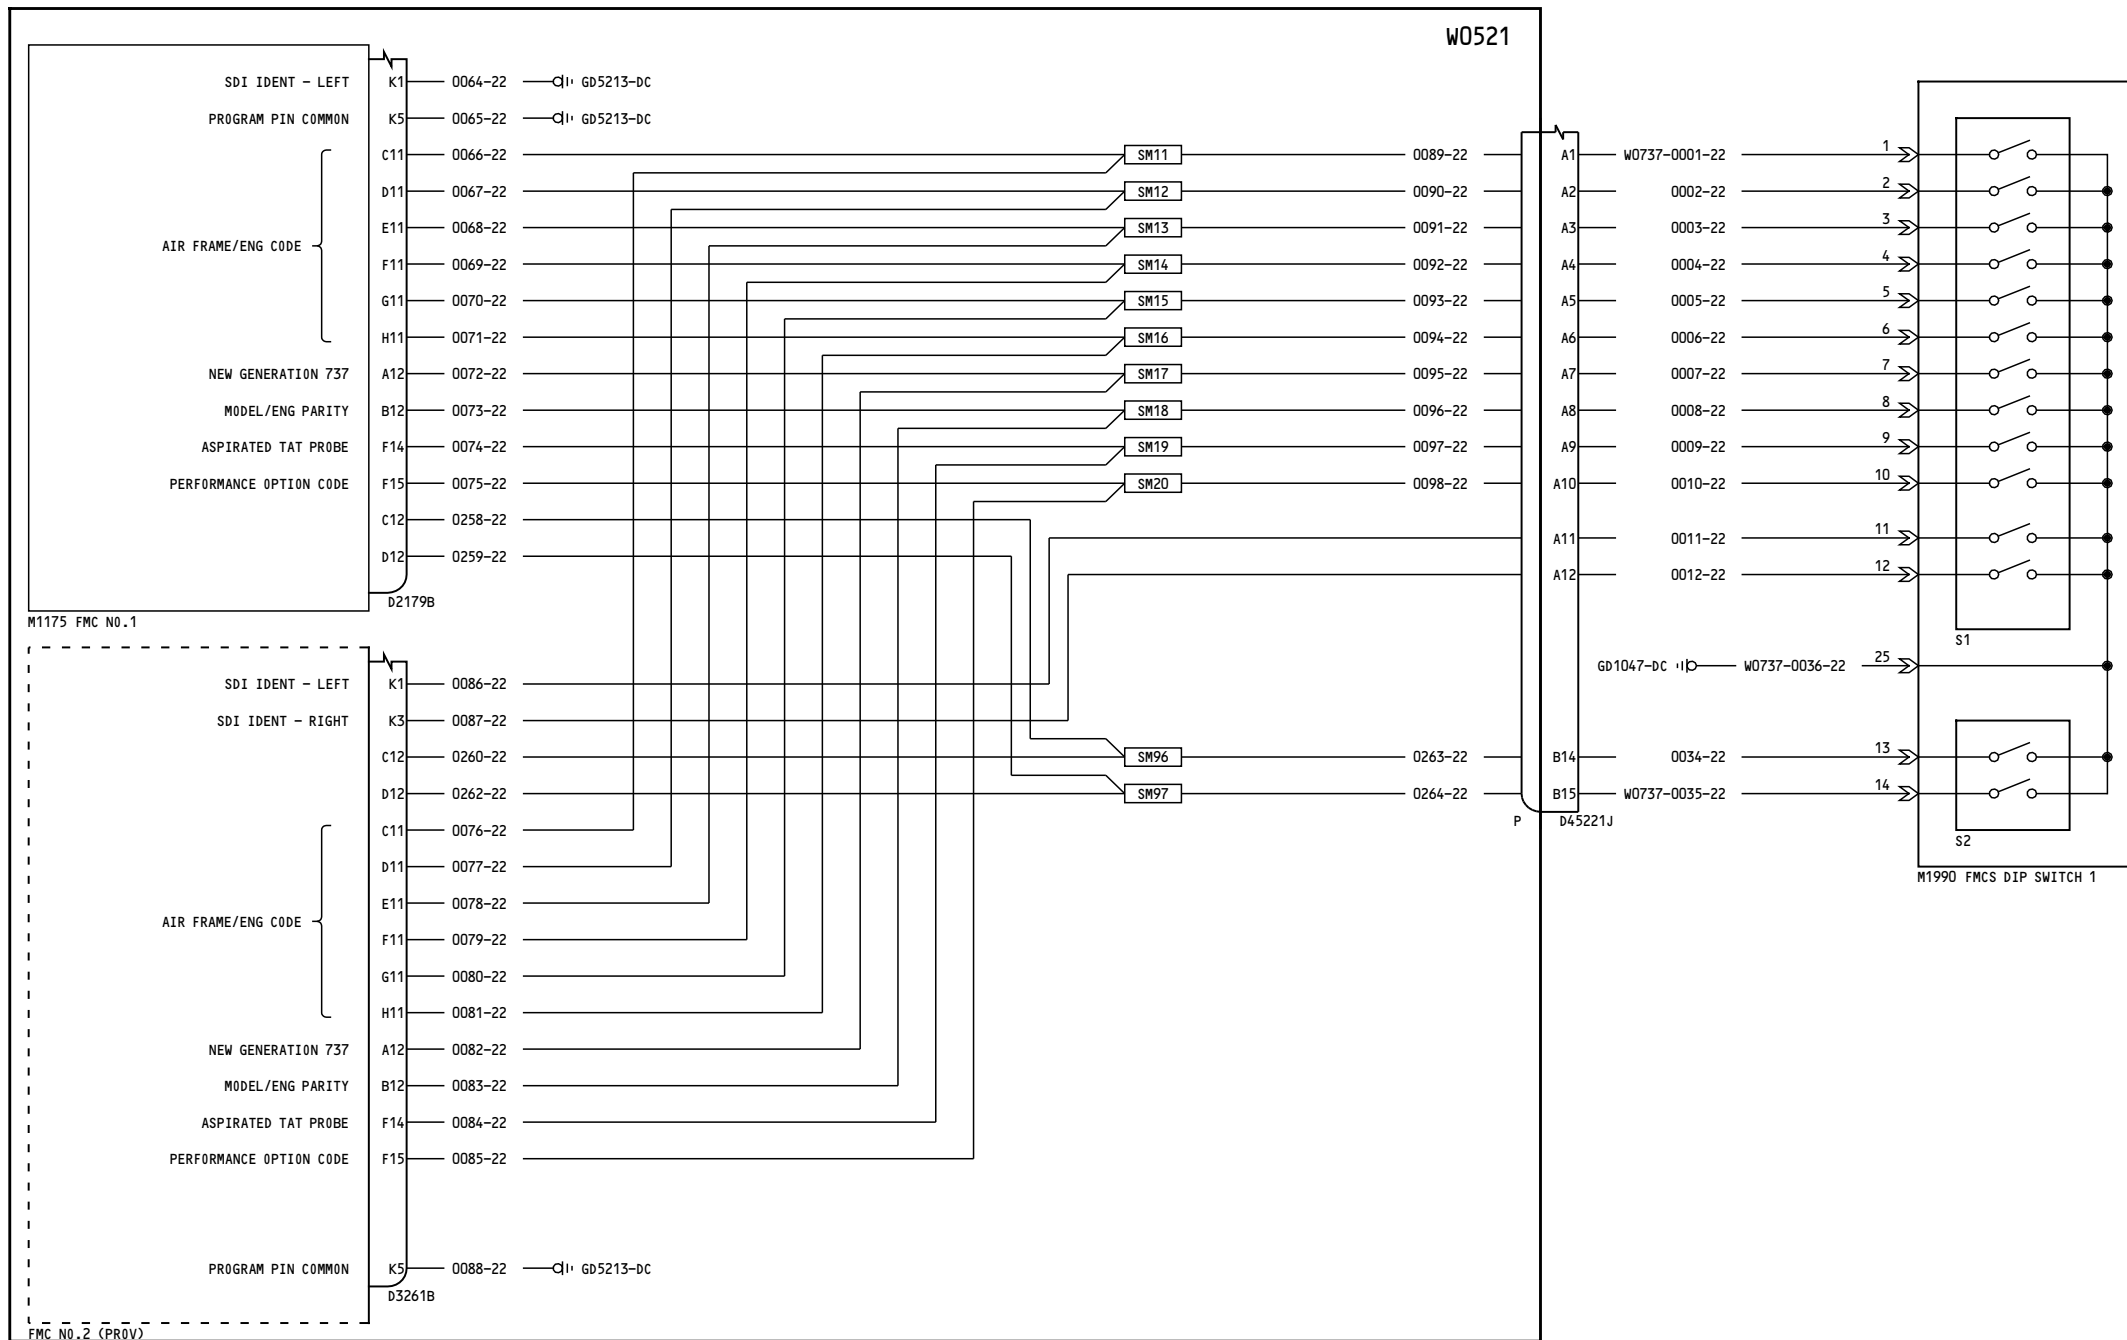 W0521
SDI IDENT - LEFT K1 0064-22 GD5213-DC
PROGRAM PIN COMMON K5 0065-22 GD5213-DC
C11 0066-22 SM11 0089-22 A1 W0737-0001-22 1
D11 0067-22 SM12 0090-22 A2 0002-22 2
E11 0068-22 SM13 0091-22 A3 0003-22 3
AIR FRAME/ENG CODE
F11 0069-22 SM14 0092-22 A4 0004-22 4
G11 0070-22 SM15 0093-22 A5 0005-22 5
H11 0071-22 SM16 0094-22 A6 0006-22 6
NEW GENERATION 737 A12 0072-22 SM17 0095-22 A7 0007-22 7
MODEL/ENG PARITY B12 0073-22 SM18 0096-22 A8 0008-22 8
ASPIRATED TAT PROBE F14 0074-22 SM19 0097-22 A9 0009-22 9
PERFORMANCE OPTION CODE F15 0075-22 SM20 0098-22 A10 0010-22 10
C12 0258-22
A11 0011-22 11
D12 0259-22
A12 0012-22 12
D2179B
M1175 FMC NO.1
S1
GD1047-DC W0737-0036-22 25
SDI IDENT - LEFT K1 0086-22
SDI IDENT - RIGHT K3 0087-22
C12 0260-22 SM96 0263-22 B14 0034-22 13
D12 0262-22 SM97 0264-22 B15 W0737-0035-22 14
P D45221J
C11 0076-22
S2
D11 0077-22
M1990 FMCS DIP SWITCH 1
E11 0078-22
AIR FRAME/ENG CODE
F11 0079-22
G11 0080-22
H11 0081-22
NEW GENERATION 737 A12 0082-22
MODEL/ENG PARITY B12 0083-22
ASPIRATED TAT PROBE F14 0084-22
PERFORMANCE OPTION CODE F15 0085-22
PROGRAM PIN COMMON K5 0088-22 GD5213-DC
D3261B
FMC NO.2 (PROV)